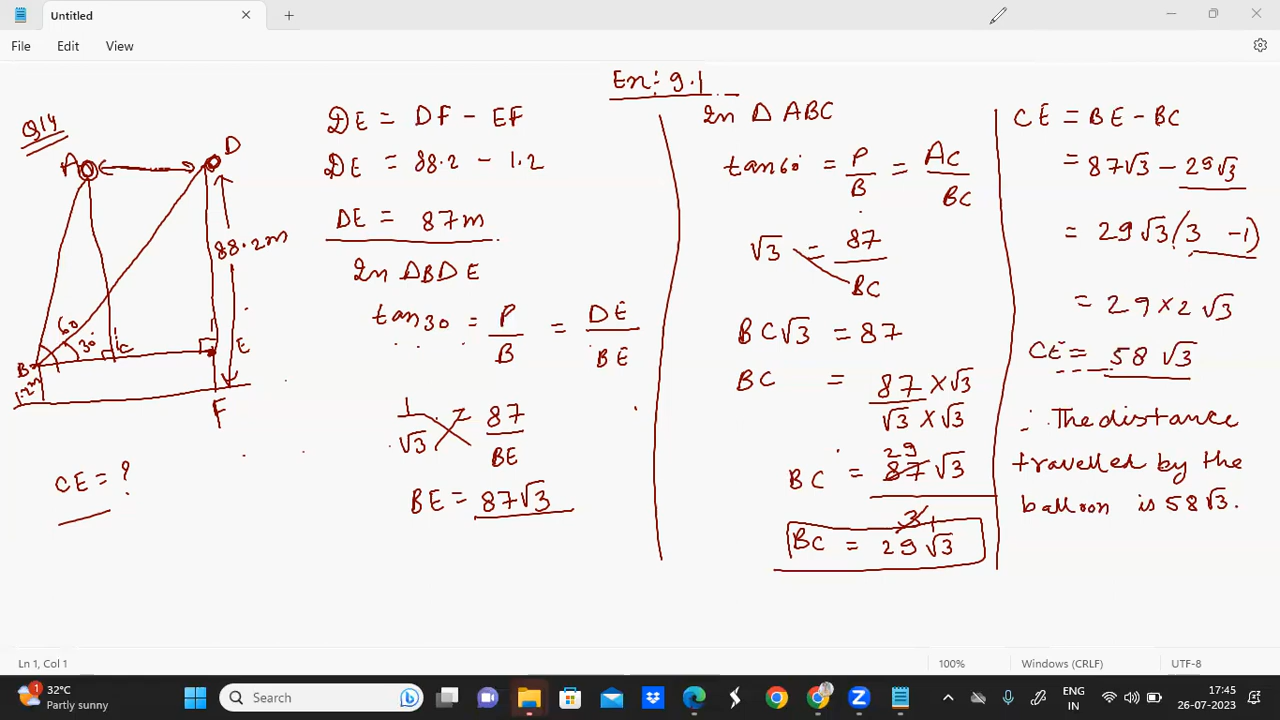 Untitled
File Edit View
Ex:- 9.1
Q14
A
D
88.2m
60
30°
B
C
E
1.2m
F
CE = ?
DE = DF - EF
DE = 88.2 - 1.2
DE = 87m
In ΔBDE
tan30 = P/B = DE/BE
1/√3 = 87/BE
BE = 87√3
In Δ ABC
tan60 = P/B = AC/BC
√3 = 87/BC
BC√3 = 87
BC = 87 × √3 / √3 × √3
BC = 29 87 √3 / 3 1
BC = 29√3
CE = BE - BC
= 87√3 - 29√3
= 29√3 (3 - 1)
= 29 × 2 √3
CE = 58 √3
∴ The distance
travelled by the
balloon is 58√3.
Ln 1, Col 1
100%
Windows (CRLF)
UTF-8
1
32°C
Partly sunny
Search
ENG
IN
17:45
26-07-2023